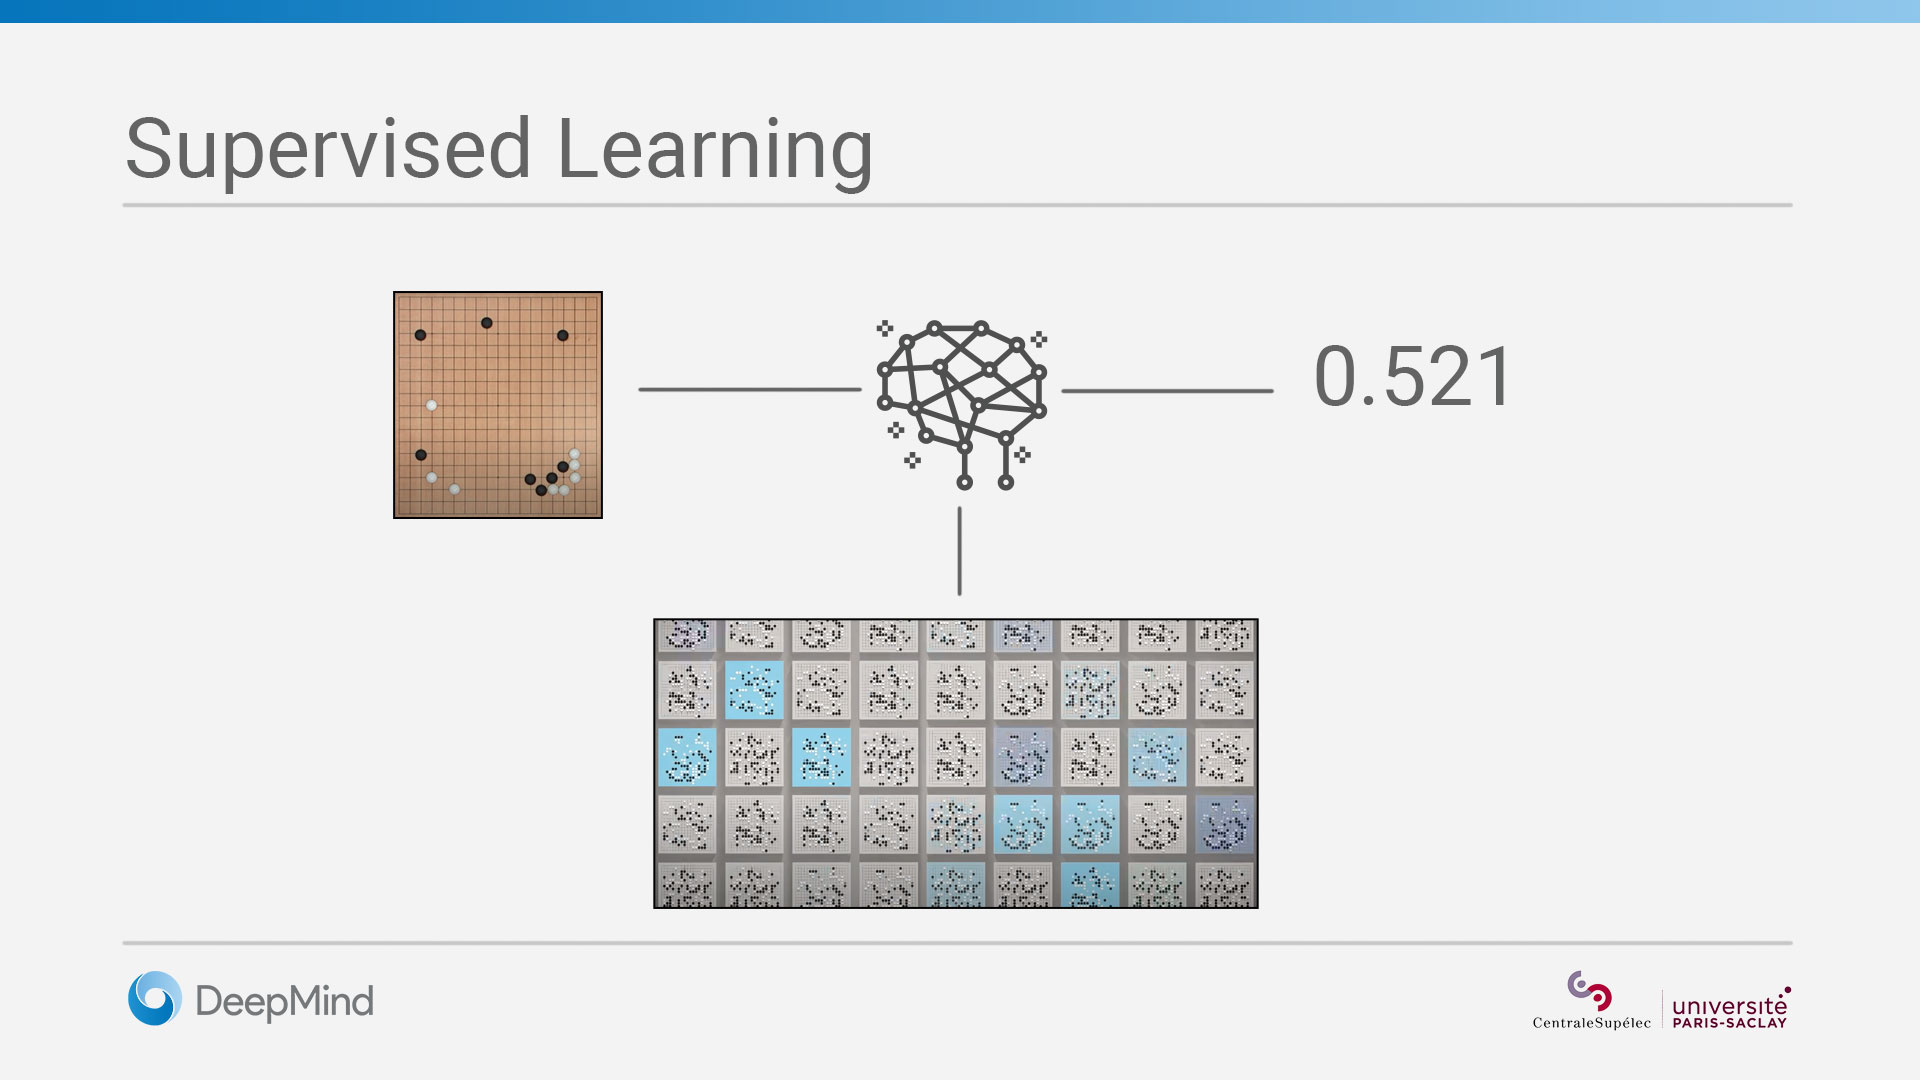 Supervised Learning
0.521
DeepMind
CentraleSupélec
université
PARIS-SACLAY